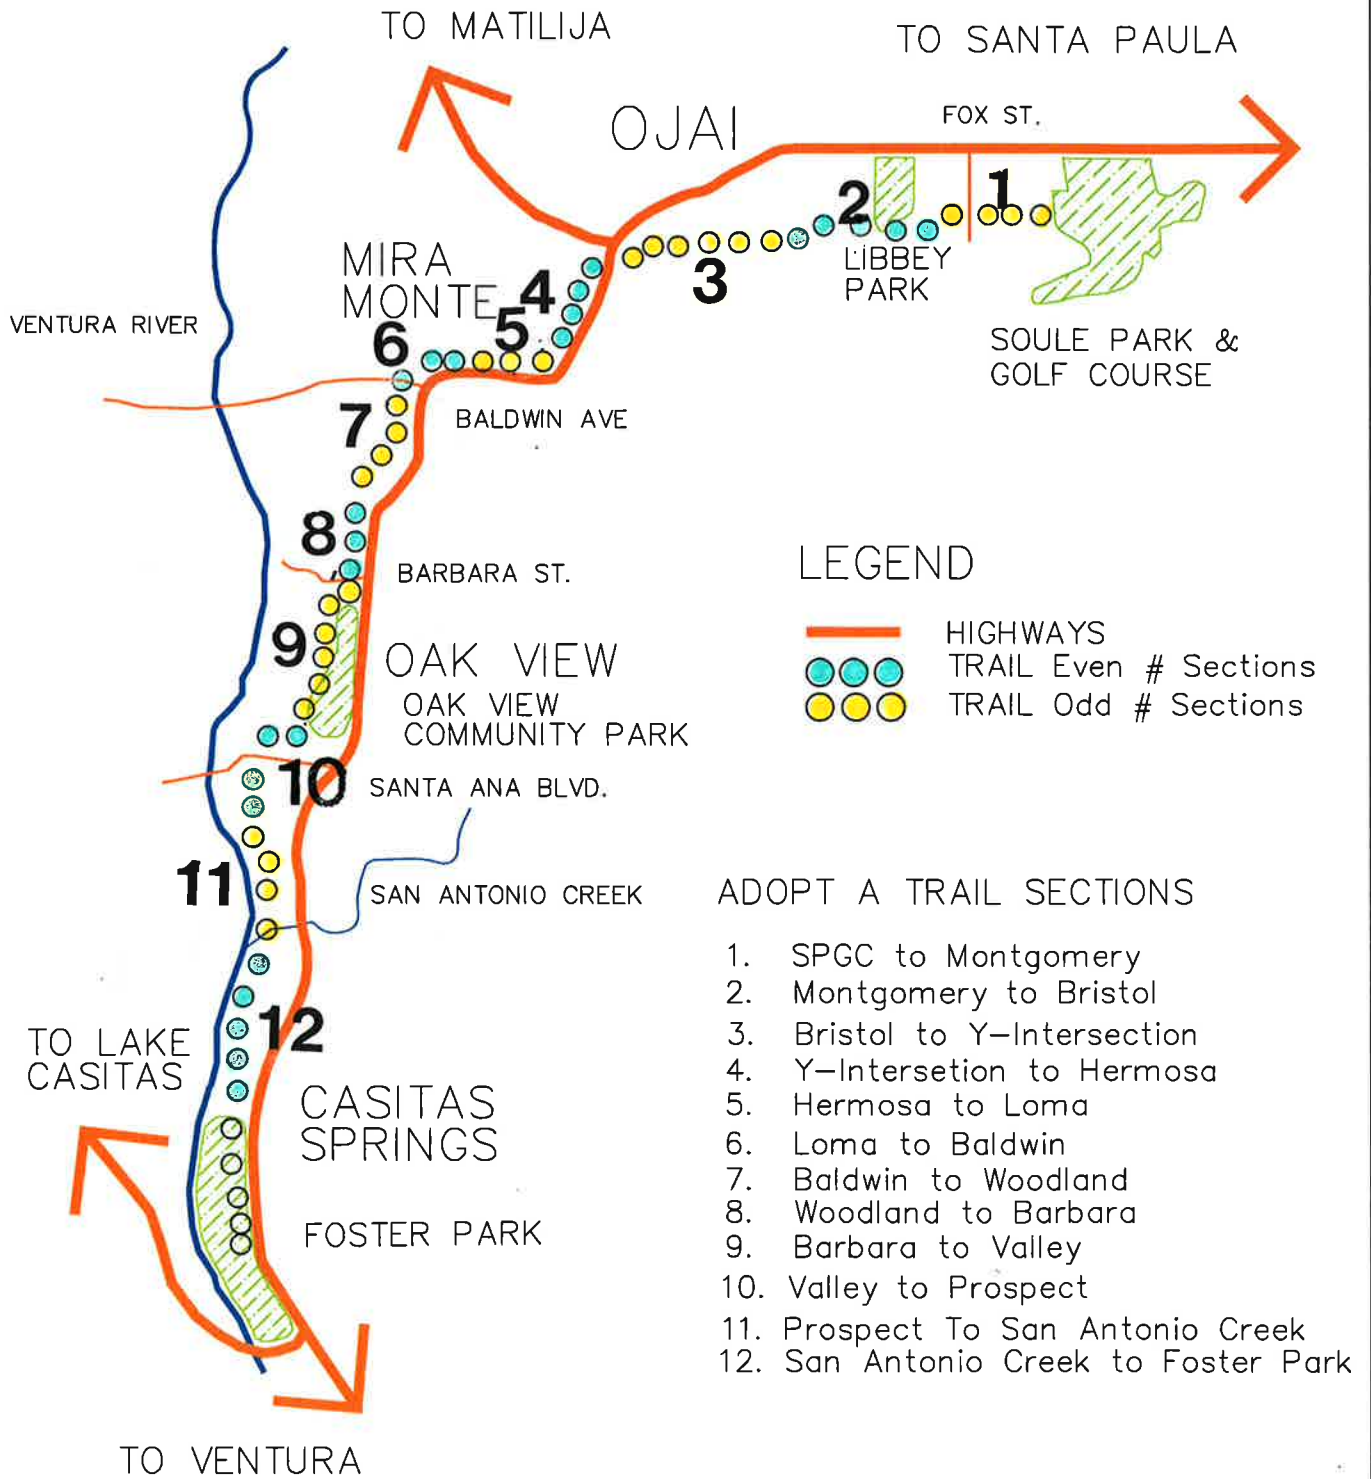 TO MATILIJA
TO SANTA PAULA
OJAI
FOX ST.
1
2
LIBBEY
PARK
3
MIRA
MONTE
4
5
6
VENTURA RIVER
SOULE PARK &
GOLF COURSE
7
BALDWIN AVE
8
BARBARA ST.
9
OAK VIEW
OAK VIEW
COMMUNITY PARK
10
SANTA ANA BLVD.
11
SAN ANTONIO CREEK
12
TO LAKE
CASITAS
CASITAS
SPRINGS
FOSTER PARK
TO VENTURA
LEGEND
HIGHWAYS
TRAIL Even # Sections
TRAIL Odd # Sections
ADOPT A TRAIL SECTIONS
1. SPGC to Montgomery
2. Montgomery to Bristol
3. Bristol to Y-Intersection
4. Y-Intersetion to Hermosa
5. Hermosa to Loma
6. Loma to Baldwin
7. Baldwin to Woodland
8. Woodland to Barbara
9. Barbara to Valley
10. Valley to Prospect
11. Prospect To San Antonio Creek
12. San Antonio Creek to Foster Park